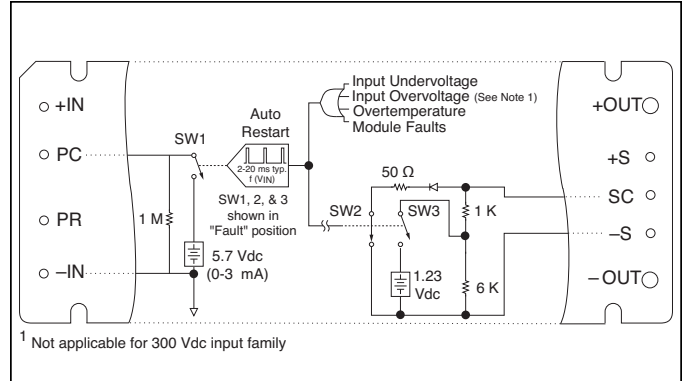 +IN
PC
PR
–IN
SW1
1 M
5.7 Vdc
(0-3 mA)
Auto
Restart
2-20 ms typ.
f (VIN)
SW1, 2, & 3
shown in
"Fault" position
Input Undervoltage
Input Overvoltage (See Note 1)
Overtemperature
Module Faults
50 Ω
SW2
SW3
1 K
1.23
Vdc
6 K
+OUT
+S
SC
–S
–OUT
1 Not applicable for 300 Vdc input family